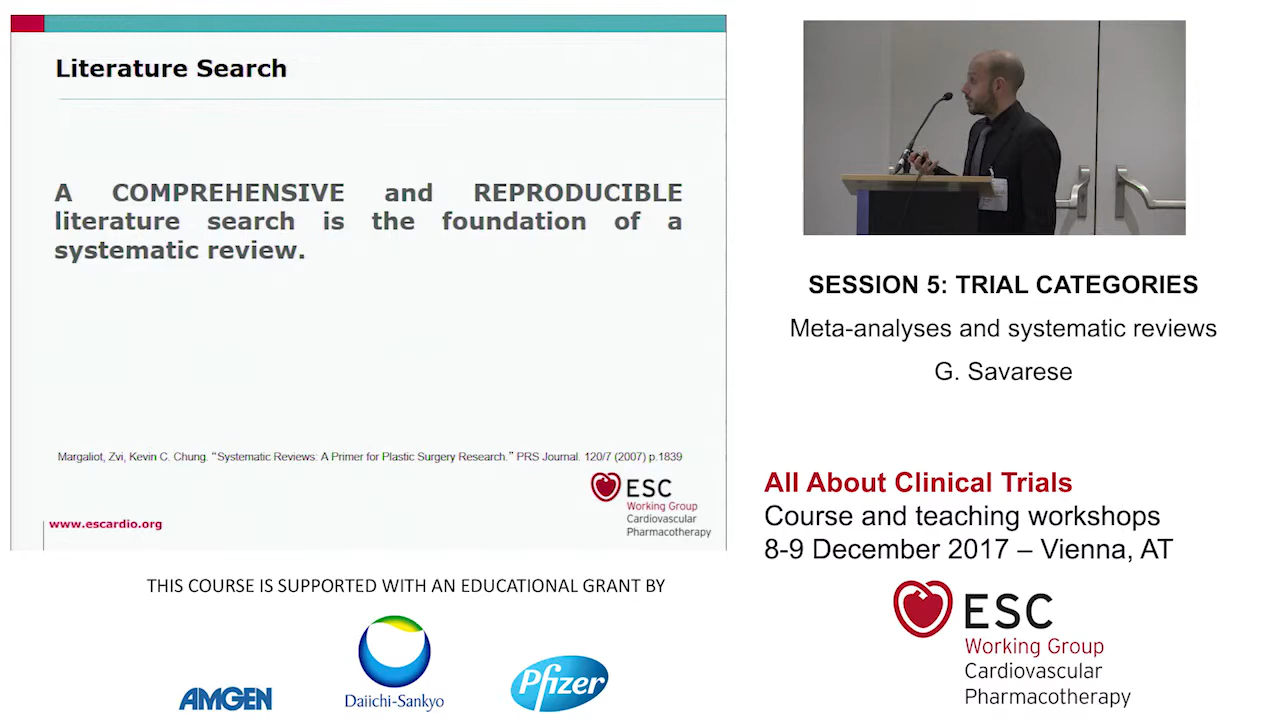 Literature Search
A COMPREHENSIVE and REPRODUCIBLE
literature search is the foundation of a
systematic review.
Margaliot, Zvi, Kevin C. Chung. "Systematic Reviews: A Primer for Plastic Surgery Research." PRS Journal. 120/7 (2007) p.1839
ESC
Working Group
Cardiovascular
Pharmacotherapy
www.escardio.org
SESSION 5: TRIAL CATEGORIES
Meta-analyses and systematic reviews
G. Savarese
All About Clinical Trials
Course and teaching workshops
8-9 December 2017 – Vienna, AT
ESC
Working Group
Cardiovascular
Pharmacotherapy
THIS COURSE IS SUPPORTED WITH AN EDUCATIONAL GRANT BY
AMGEN
Daiichi-Sankyo
Pfizer